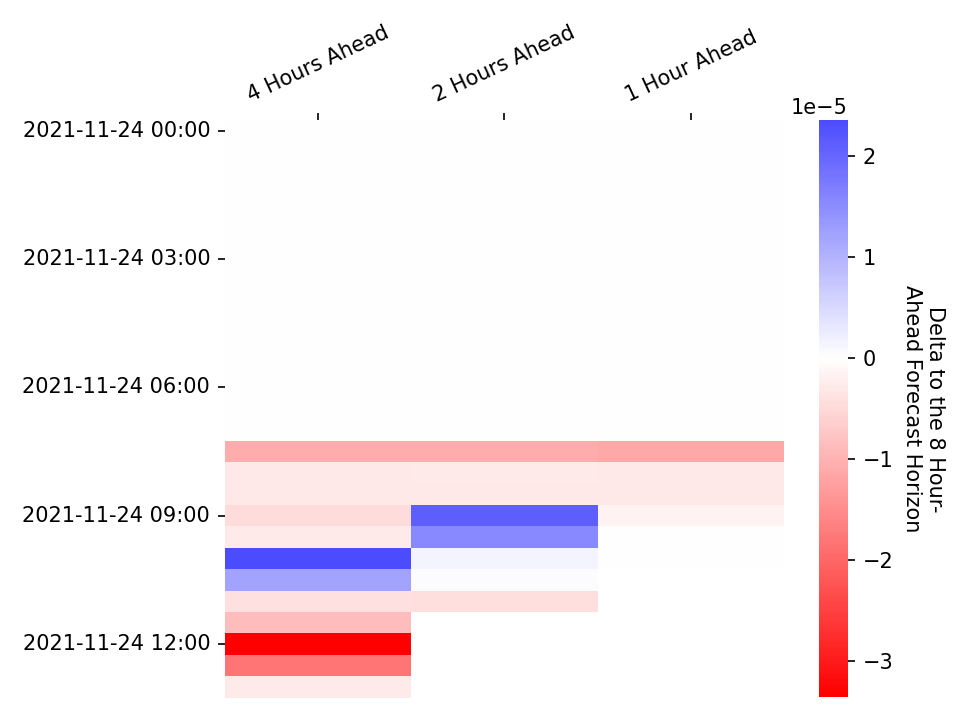 4 Hours Ahead
2 Hours Ahead
1 Hour Ahead
1e−5
2021-11-24 00:00
2021-11-24 03:00
2021-11-24 06:00
2021-11-24 09:00
2021-11-24 12:00
2
1
0
−1
−2
−3
Delta to the 8 Hour-
Ahead Forecast Horizon